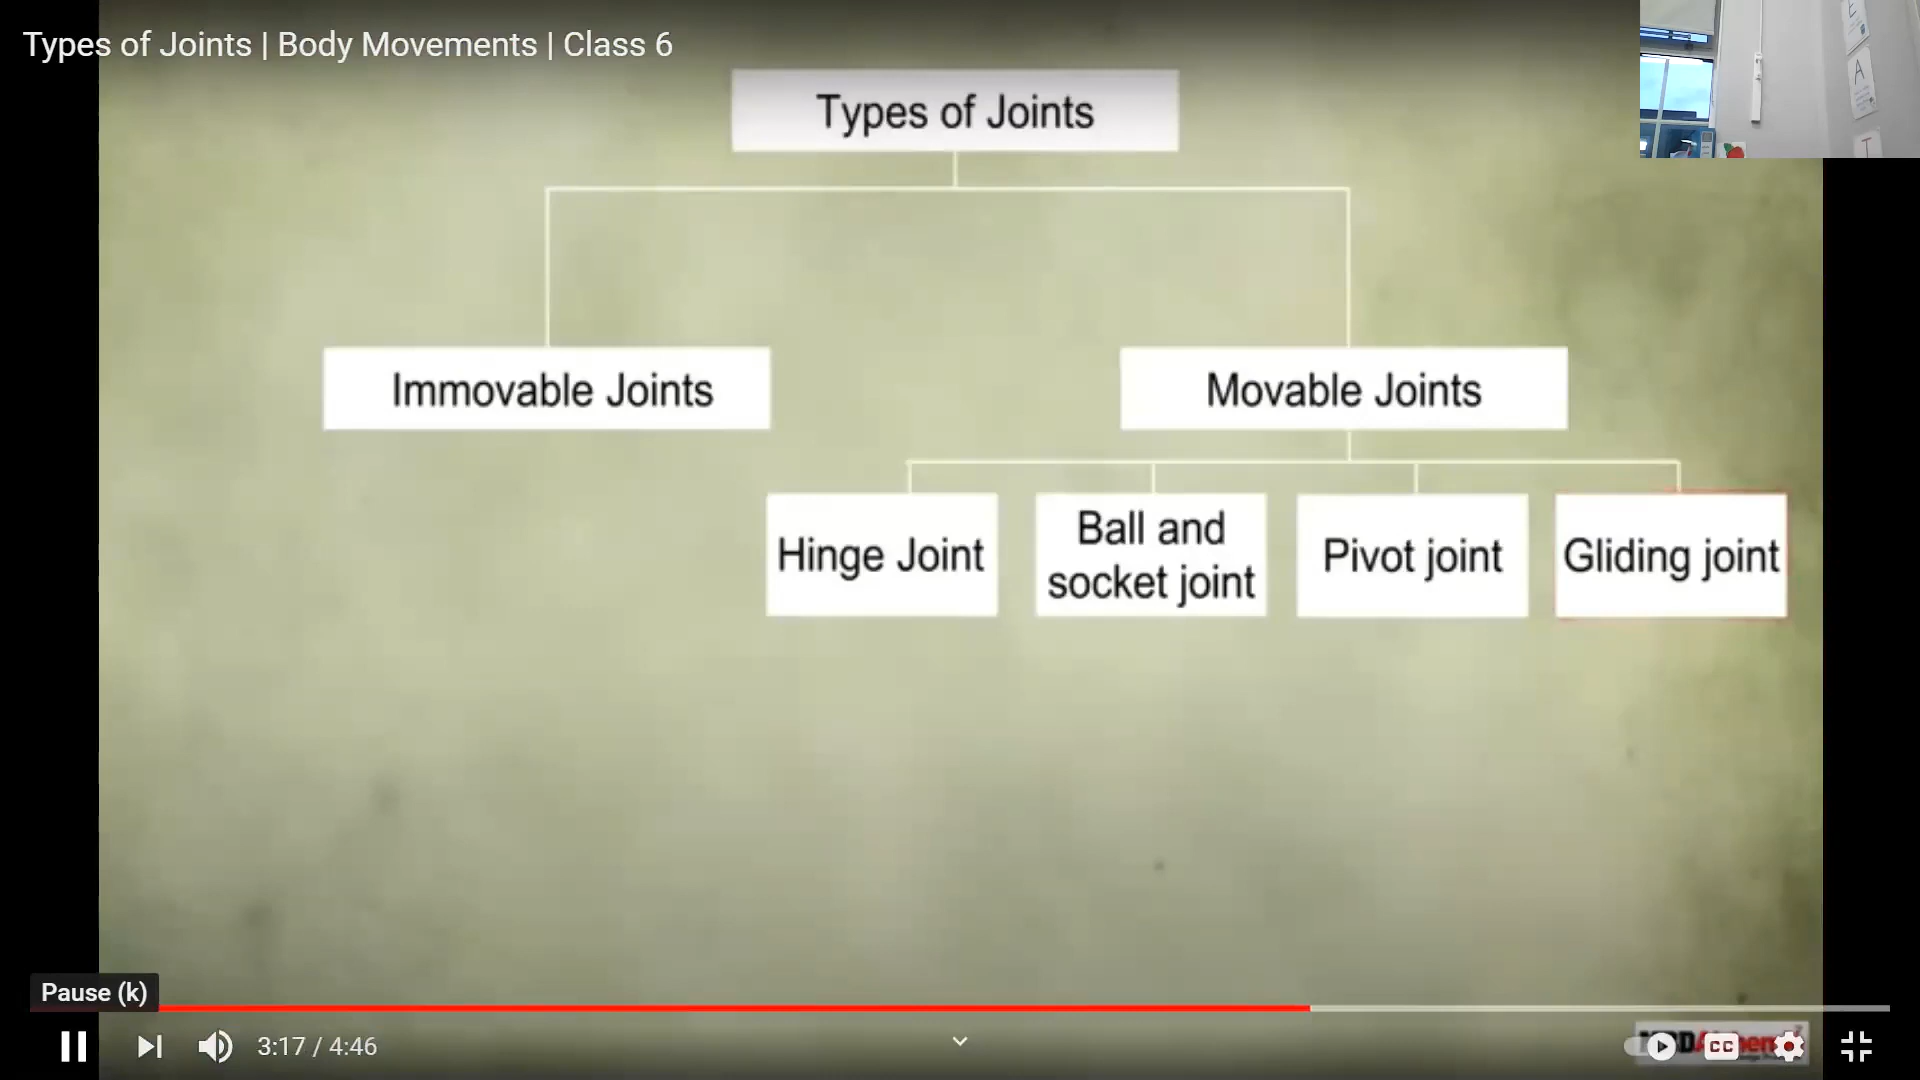 Types of Joints | Body Movements | Class 6
E
A
T
Types of Joints
Immovable Joints
Movable Joints
Hinge Joint
Ball and
socket joint
Pivot joint
Gliding joint
Pause (k)
3:17 / 4:46
CC